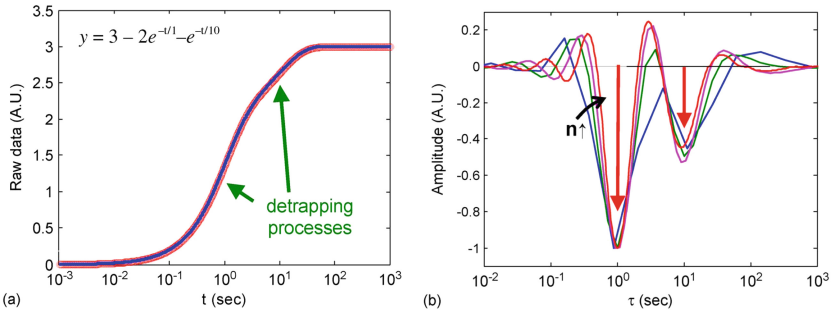 y = 3 – 2e^–t/1–e^–t/10
Raw data (A.U.)
3.5
3
2.5
2
1.5
1
0.5
0
detrapping
processes
10^–3 10^–2 10^–1 10^0 10^1 10^2 10^3
t (sec)
(a)
Amplitude (A.U.)
0.2
0
-0.2
-0.4
-0.6
-0.8
-1
n↑
10^-2 10^-1 10^0 10^1 10^2 10^3
τ (sec)
(b)